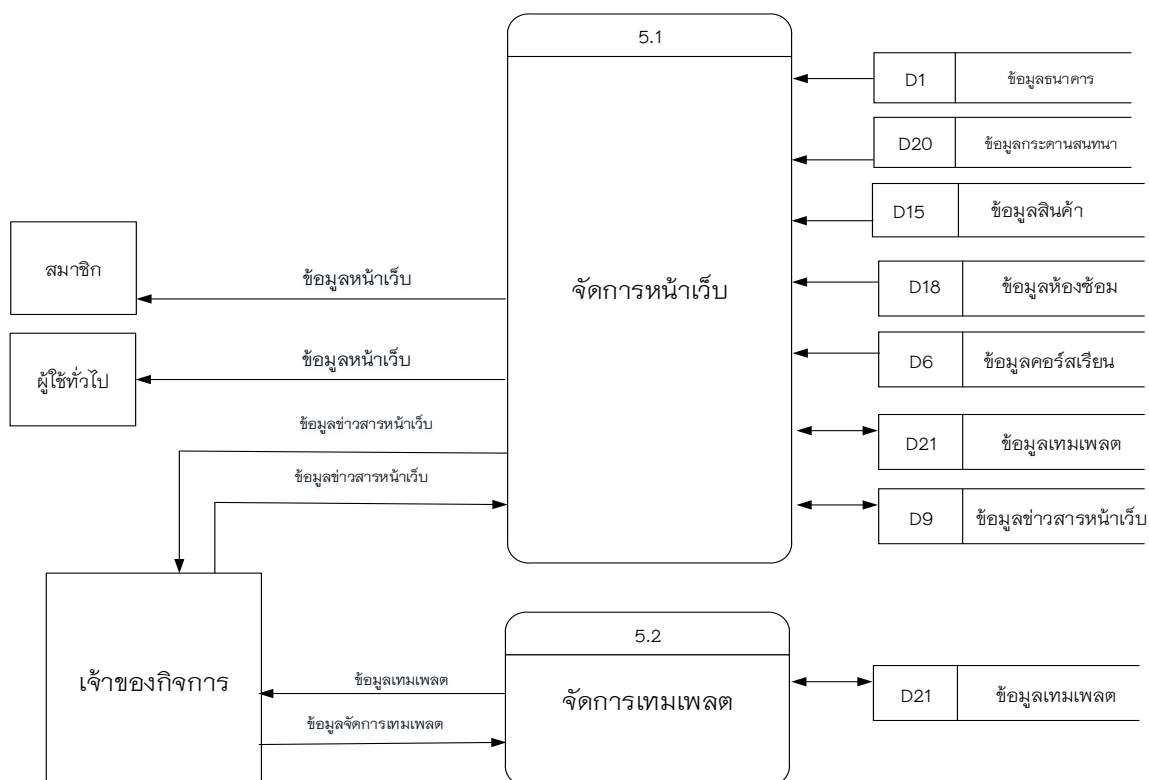 5.1
D1 ข้อมูลธนาคาร
D20 ข้อมูลกระดานสนทนา
D15 ข้อมูลสินค้า
สมาชิก
ข้อมูลหน้าเว็บ
จัดการหน้าเว็บ
D18 ข้อมูลห้องซ้อม
ผู้ใช้ทั่วไป
ข้อมูลหน้าเว็บ
D6 ข้อมูลคอร์สเรียน
ข้อมูลข่าวสารหน้าเว็บ
D21 ข้อมูลเทมเพลต
ข้อมูลข่าวสารหน้าเว็บ
D9 ข้อมูลข่าวสารหน้าเว็บ
5.2
เจ้าของกิจการ
ข้อมูลเทมเพลต
จัดการเทมเพลต
D21 ข้อมูลเทมเพลต
ข้อมูลจัดการเทมเพลต